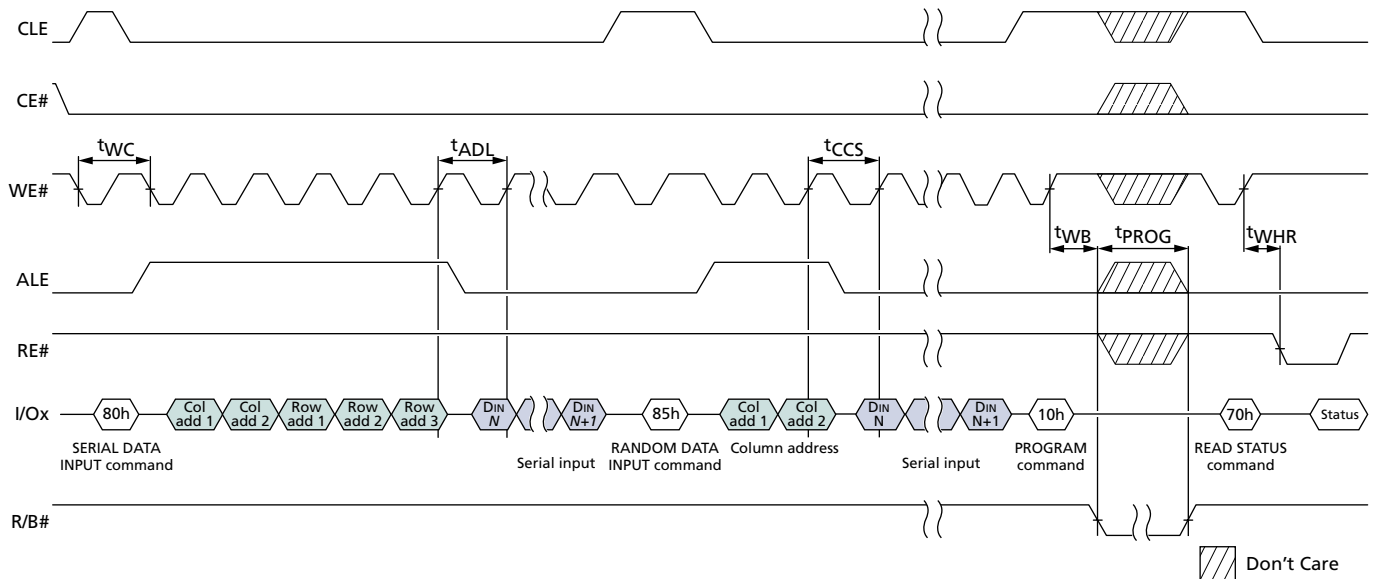 CLE
CE#
tWC
tADL
tCCS
WE#
tWB
tPROG
tWHR
ALE
RE#
I/Ox
80h
Col add 1
Col add 2
Row add 1
Row add 2
Row add 3
DIN N
DIN N+1
85h
Col add 1
Col add 2
DIN N
DIN N+1
10h
70h
Status
SERIAL DATA
INPUT command
Serial input
RANDOM DATA
INPUT command
Column address
Serial input
PROGRAM
command
READ STATUS
command
R/B#
Don't Care